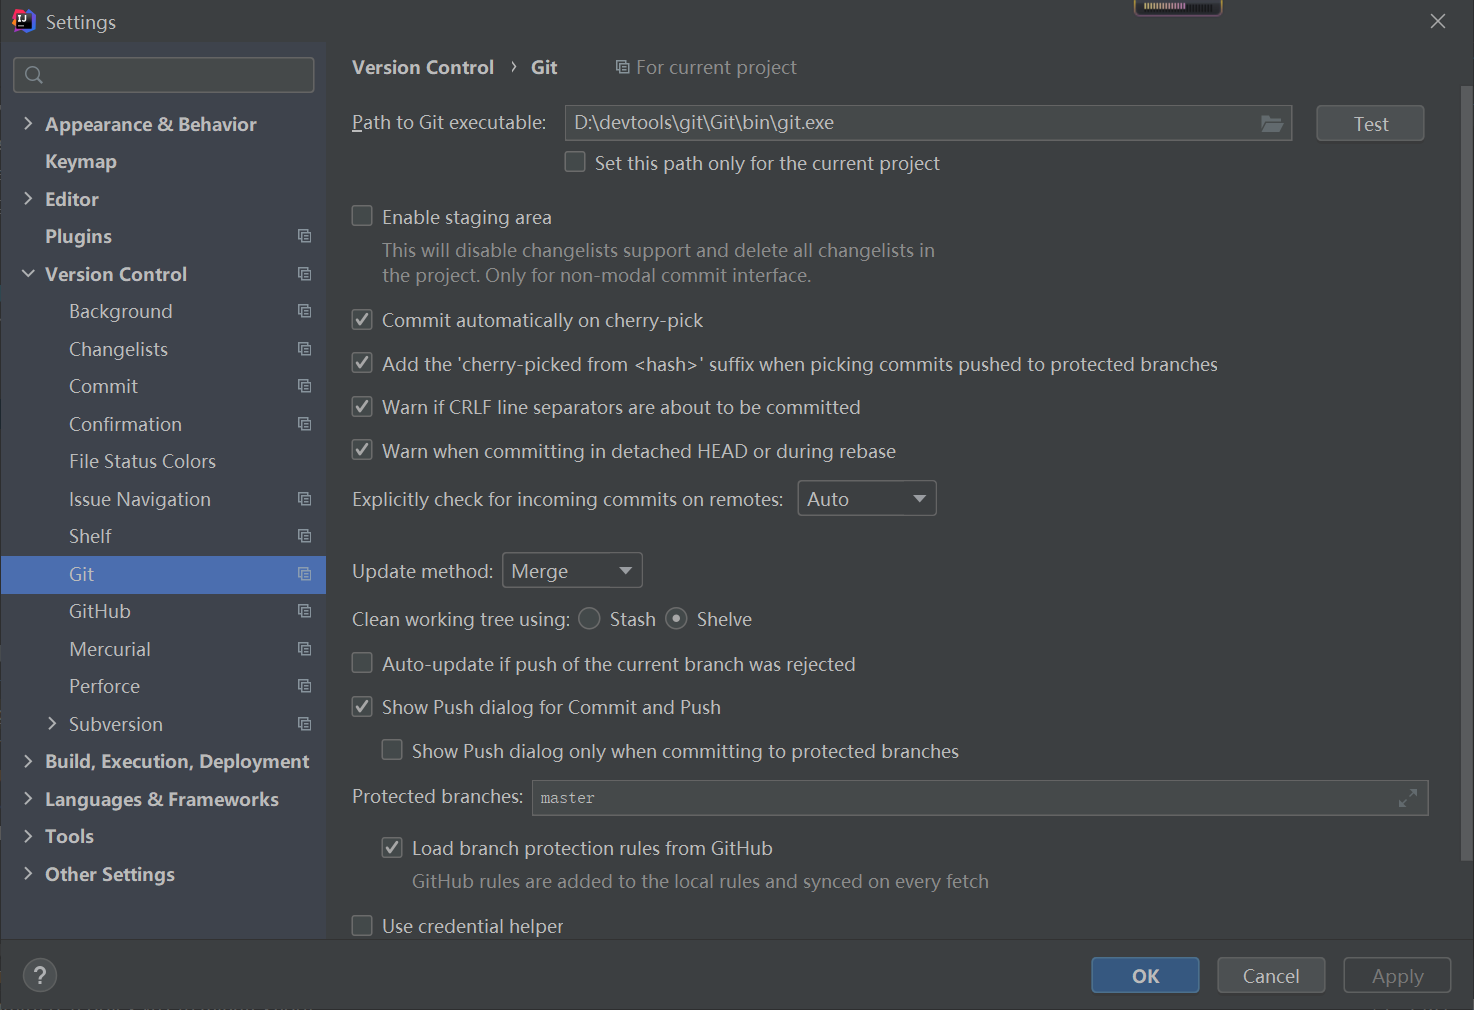 Settings
Appearance & Behavior
Keymap
Editor
Plugins
Version Control
Background
Changelists
Commit
Confirmation
File Status Colors
Issue Navigation
Shelf
Git
GitHub
Mercurial
Perforce
Subversion
Build, Execution, Deployment
Languages & Frameworks
Tools
Other Settings
Version Control › Git For current project
Path to Git executable: D:\devtools\git\Git\bin\git.exe Test
Set this path only for the current project
Enable staging area
This will disable changelists support and delete all changelists in
the project. Only for non-modal commit interface.
Commit automatically on cherry-pick
Add the 'cherry-picked from <hash>' suffix when picking commits pushed to protected branches
Warn if CRLF line separators are about to be committed
Warn when committing in detached HEAD or during rebase
Explicitly check for incoming commits on remotes: Auto
Update method: Merge
Clean working tree using: Stash Shelve
Auto-update if push of the current branch was rejected
Show Push dialog for Commit and Push
Show Push dialog only when committing to protected branches
Protected branches: master
Load branch protection rules from GitHub
GitHub rules are added to the local rules and synced on every fetch
Use credential helper
? OK Cancel Apply